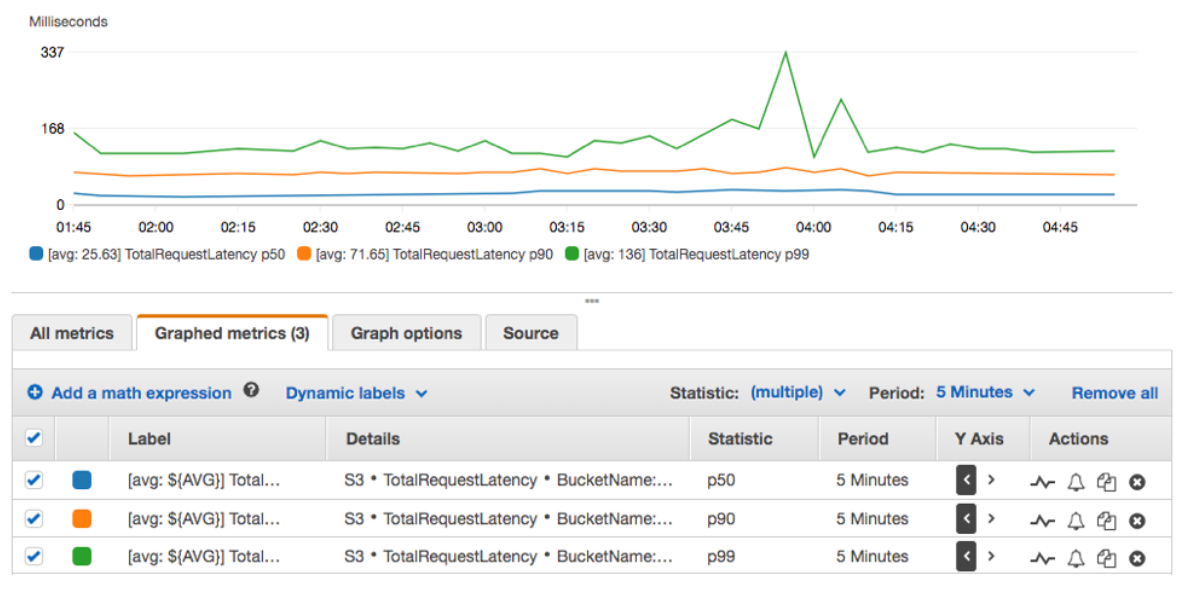 Milliseconds
337
168
0
01:45 02:00 02:15 02:30 02:45 03:00 03:15 03:30 03:45 04:00 04:15 04:30 04:45
[avg: 25.63] TotalRequestLatency p50 [avg: 71.65] TotalRequestLatency p90 [avg: 136] TotalRequestLatency p99
All metrics Graphed metrics (3) Graph options Source
Add a math expression ? Dynamic labels Statistic: (multiple) Period: 5 Minutes Remove all
Label Details Statistic Period Y Axis Actions
[avg: ${AVG}] Total... S3 • TotalRequestLatency • BucketName:... p50 5 Minutes < >
[avg: ${AVG}] Total... S3 • TotalRequestLatency • BucketName:... p90 5 Minutes < >
[avg: ${AVG}] Total... S3 • TotalRequestLatency • BucketName:... p99 5 Minutes < >